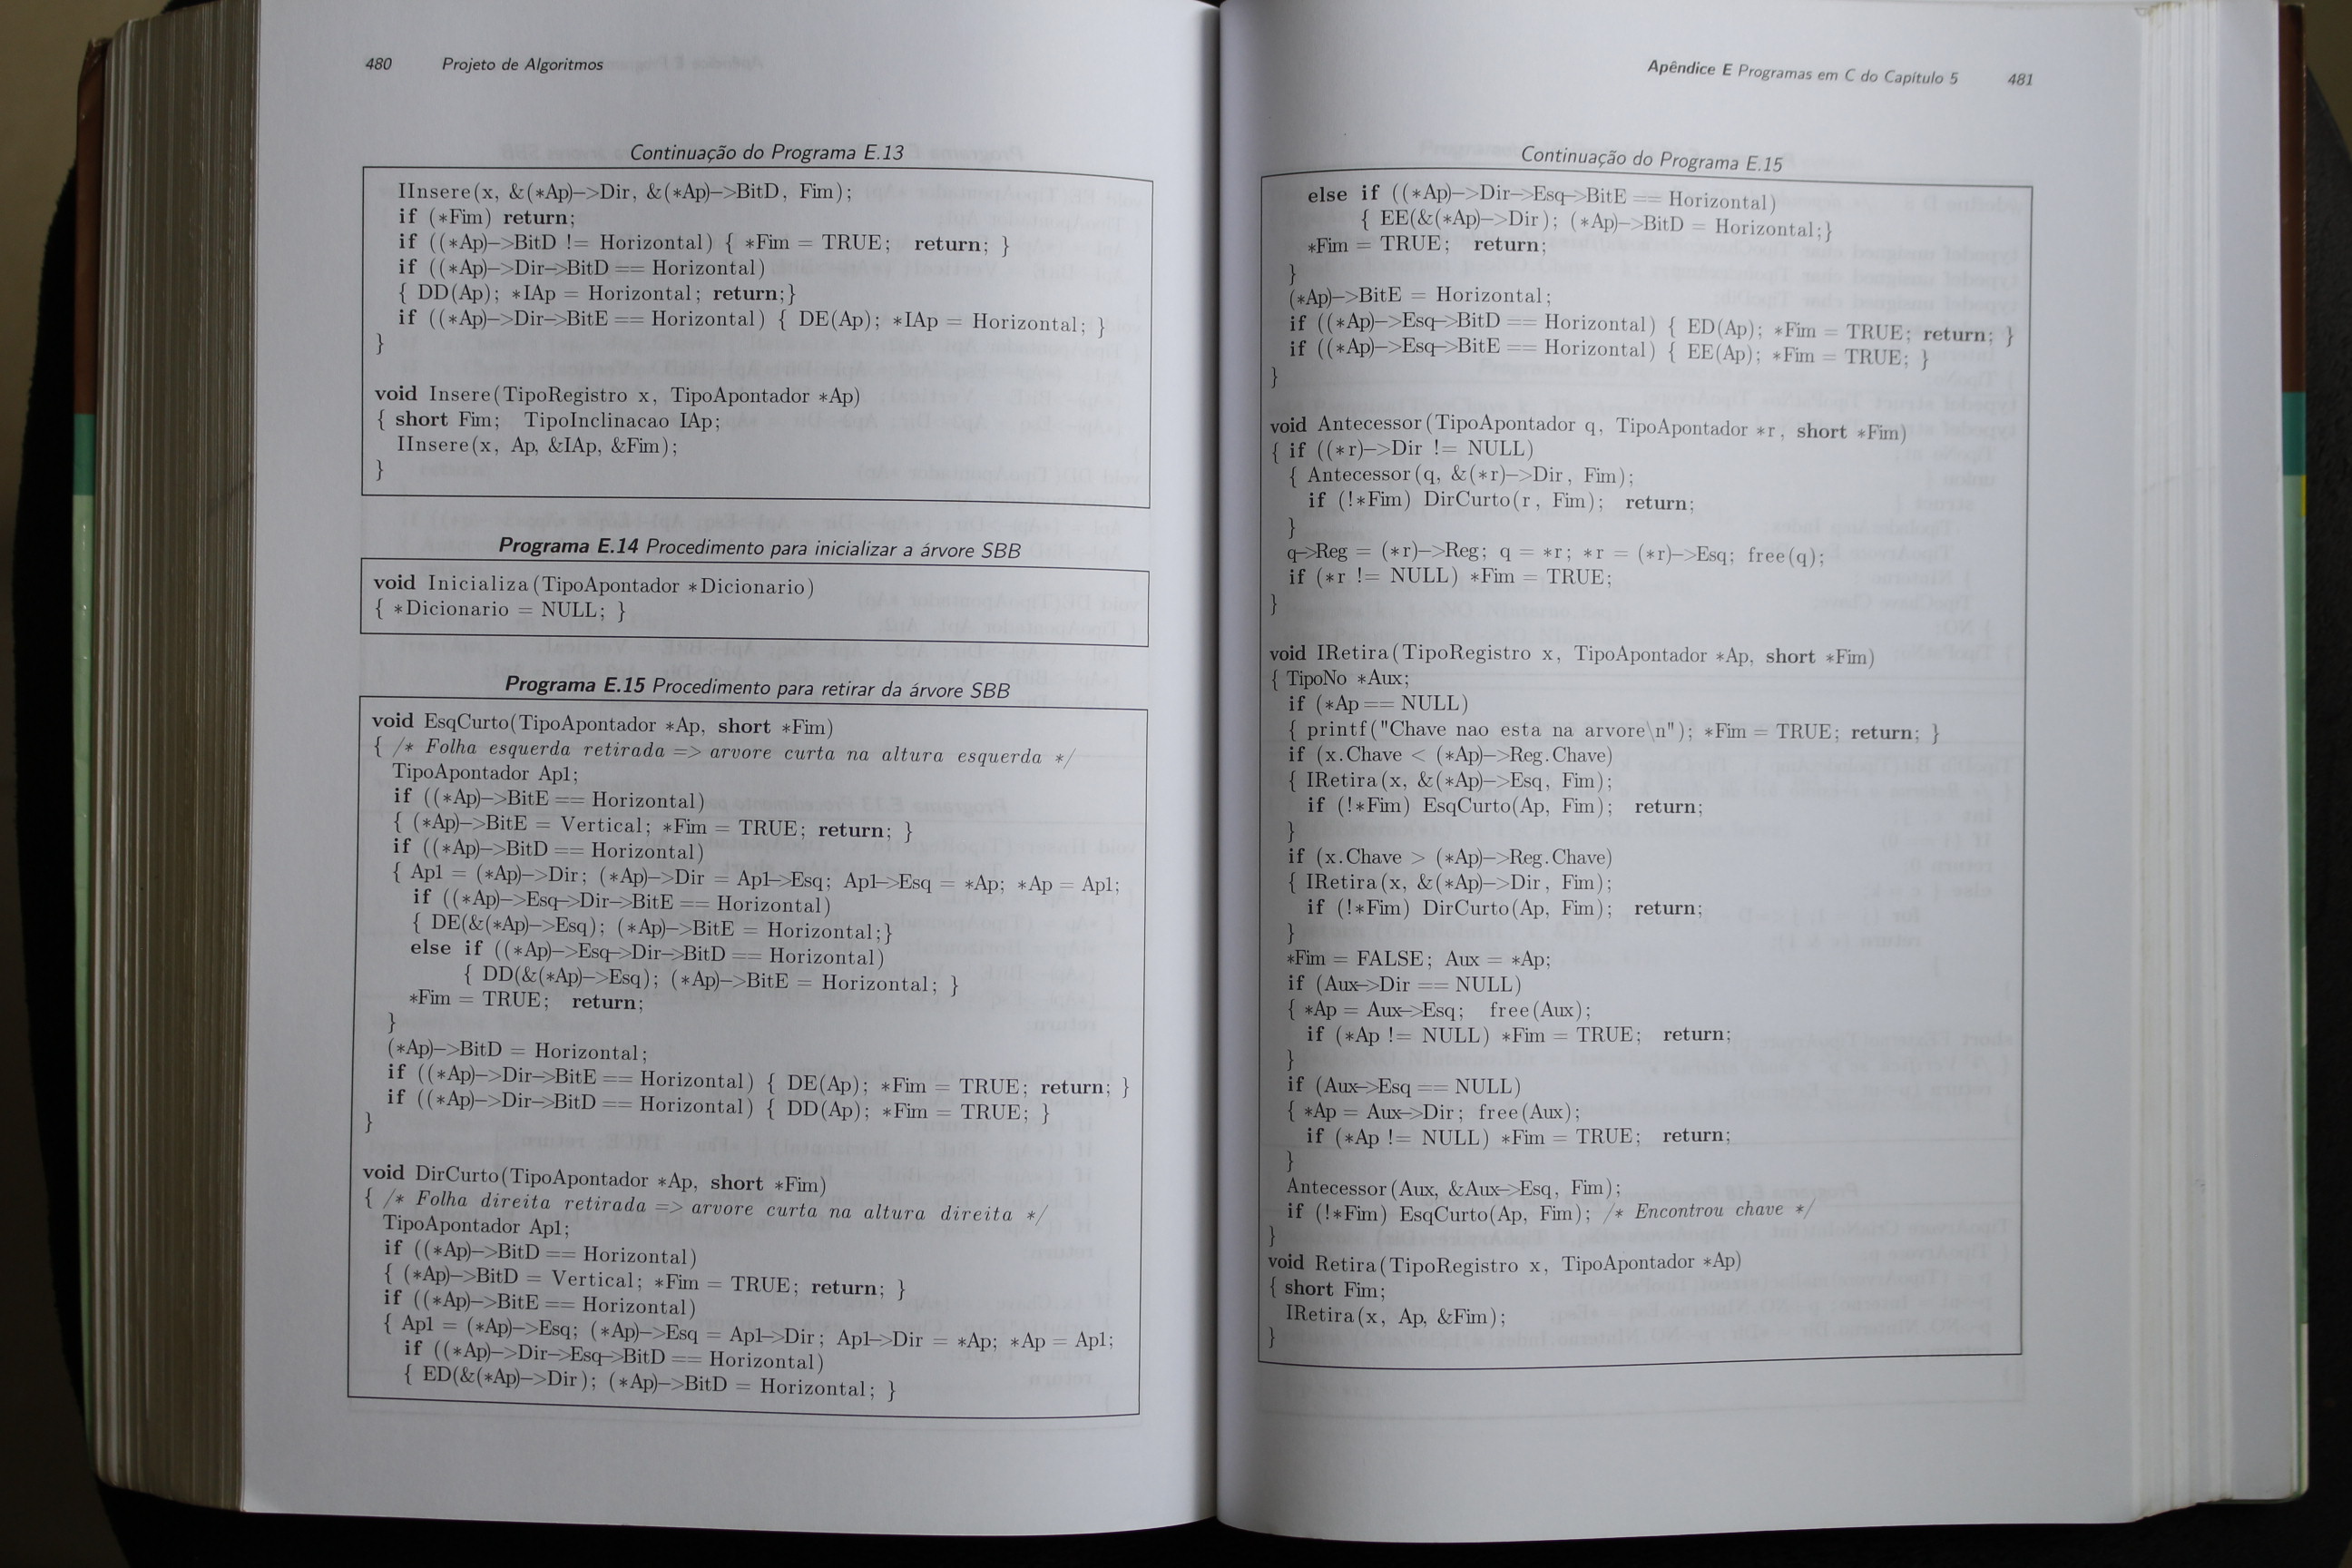 480 Projeto de Algoritmos
Continuação do Programa E.13
IInsere(x, &(*Ap)->Dir, &(*Ap)->BitD, Fim);
if (*Fim) return;
if ((*Ap)->BitD != Horizontal) { *Fim = TRUE; return; }
if ((*Ap)->Dir->BitD == Horizontal)
{ DD(Ap); *IAp = Horizontal; return;}
if ((*Ap)->Dir->BitE == Horizontal) { DE(Ap); *IAp = Horizontal; }
}
void Insere(TipoRegistro x, TipoApontador *Ap)
{ short Fim; TipoInclinacao IAp;
IInsere(x, Ap, &IAp, &Fim);
}
Programa E.14 Procedimento para inicializar a árvore SBB
void Inicializa(TipoApontador *Dicionario)
{ *Dicionario = NULL; }
Programa E.15 Procedimento para retirar da árvore SBB
void EsqCurto(TipoApontador *Ap, short *Fim)
{ /* Folha esquerda retirada => arvore curta na altura esquerda */
TipoApontador Ap1;
if ((*Ap)->BitE == Horizontal)
{ (*Ap)->BitE = Vertical; *Fim = TRUE; return; }
if ((*Ap)->BitD == Horizontal)
{ Ap1 = (*Ap)->Dir; (*Ap)->Dir = Ap1->Esq; Ap1->Esq = *Ap; *Ap = Ap1;
if ((*Ap)->Esq->Dir->BitE == Horizontal)
{ DE(&(*Ap)->Esq); (*Ap)->BitE = Horizontal;}
else if ((*Ap)->Esq->Dir->BitD == Horizontal)
{ DD(&(*Ap)->Esq); (*Ap)->BitE = Horizontal; }
*Fim = TRUE; return;
}
(*Ap)->BitD = Horizontal;
if ((*Ap)->Dir->BitE == Horizontal) { DE(Ap); *Fim = TRUE; return; }
if ((*Ap)->Dir->BitD == Horizontal) { DD(Ap); *Fim = TRUE; }
}
void DirCurto(TipoApontador *Ap, short *Fim)
{ /* Folha direita retirada => arvore curta na altura direita */
TipoApontador Ap1;
if ((*Ap)->BitD == Horizontal)
{ (*Ap)->BitD = Vertical; *Fim = TRUE; return; }
if ((*Ap)->BitE == Horizontal)
{ Ap1 = (*Ap)->Esq; (*Ap)->Esq = Ap1->Dir; Ap1->Dir = *Ap; *Ap = Ap1;
if ((*Ap)->Dir->Esq->BitD == Horizontal)
{ ED(&(*Ap)->Dir); (*Ap)->BitD = Horizontal; }
Apêndice E Programas em C do Capítulo 5 481
Continuação do Programa E.15
else if ((*Ap)->Dir->Esq->BitE == Horizontal)
{ EE(&(*Ap)->Dir); (*Ap)->BitD = Horizontal;}
*Fim = TRUE; return;
}
(*Ap)->BitE = Horizontal;
if ((*Ap)->Esq->BitD == Horizontal) { ED(Ap); *Fim = TRUE; return; }
if ((*Ap)->Esq->BitE == Horizontal) { EE(Ap); *Fim = TRUE; }
}
void Antecessor(TipoApontador q, TipoApontador *r, short *Fim)
{ if ((*r)->Dir != NULL)
{ Antecessor(q, &(*r)->Dir, Fim);
if (!*Fim) DirCurto(r, Fim); return;
}
q->Reg = (*r)->Reg; q = *r; *r = (*r)->Esq; free(q);
if (*r != NULL) *Fim = TRUE;
}
void IRetira(TipoRegistro x, TipoApontador *Ap, short *Fim)
{ TipoNo *Aux;
if (*Ap == NULL)
{ printf("Chave nao esta na arvore\n"); *Fim = TRUE; return; }
if (x.Chave < (*Ap)->Reg.Chave)
{ IRetira(x, &(*Ap)->Esq, Fim);
if (!*Fim) EsqCurto(Ap, Fim); return;
}
if (x.Chave > (*Ap)->Reg.Chave)
{ IRetira(x, &(*Ap)->Dir, Fim);
if (!*Fim) DirCurto(Ap, Fim); return;
}
*Fim = FALSE; Aux = *Ap;
if (Aux->Dir == NULL)
{ *Ap = Aux->Esq; free(Aux);
if (*Ap != NULL) *Fim = TRUE; return;
}
if (Aux->Esq == NULL)
{ *Ap = Aux->Dir; free(Aux);
if (*Ap != NULL) *Fim = TRUE; return;
}
Antecessor(Aux, &Aux->Esq, Fim);
if (!*Fim) EsqCurto(Ap, Fim); /* Encontrou chave */
}
void Retira(TipoRegistro x, TipoApontador *Ap)
{ short Fim;
IRetira(x, Ap, &Fim);
}